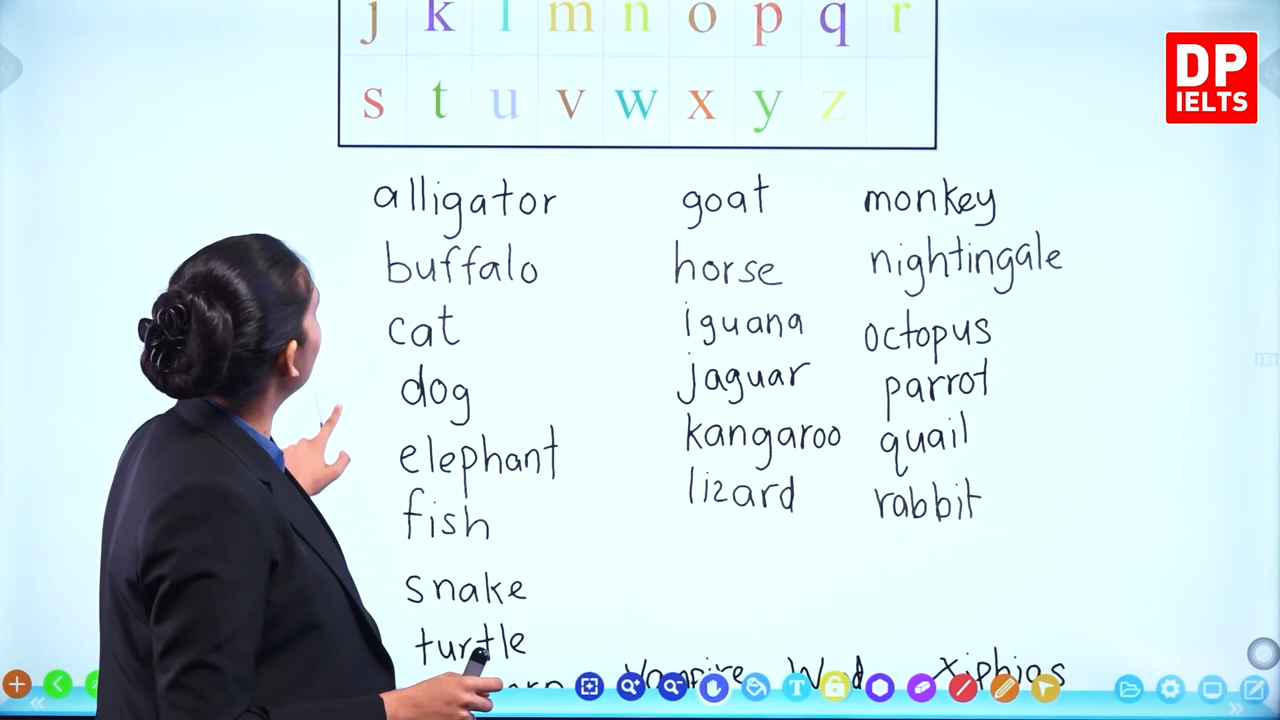 j k l m n o p q r
s t u v w x y z
DP
IELTS
alligator
buffalo
cat
dog
elephant
fish
snake
turtle
goat
horse
iguana
jaguar
kangaroo
lizard
monkey
nightingale
octopus
parrot
quail
rabbit
Xiphias